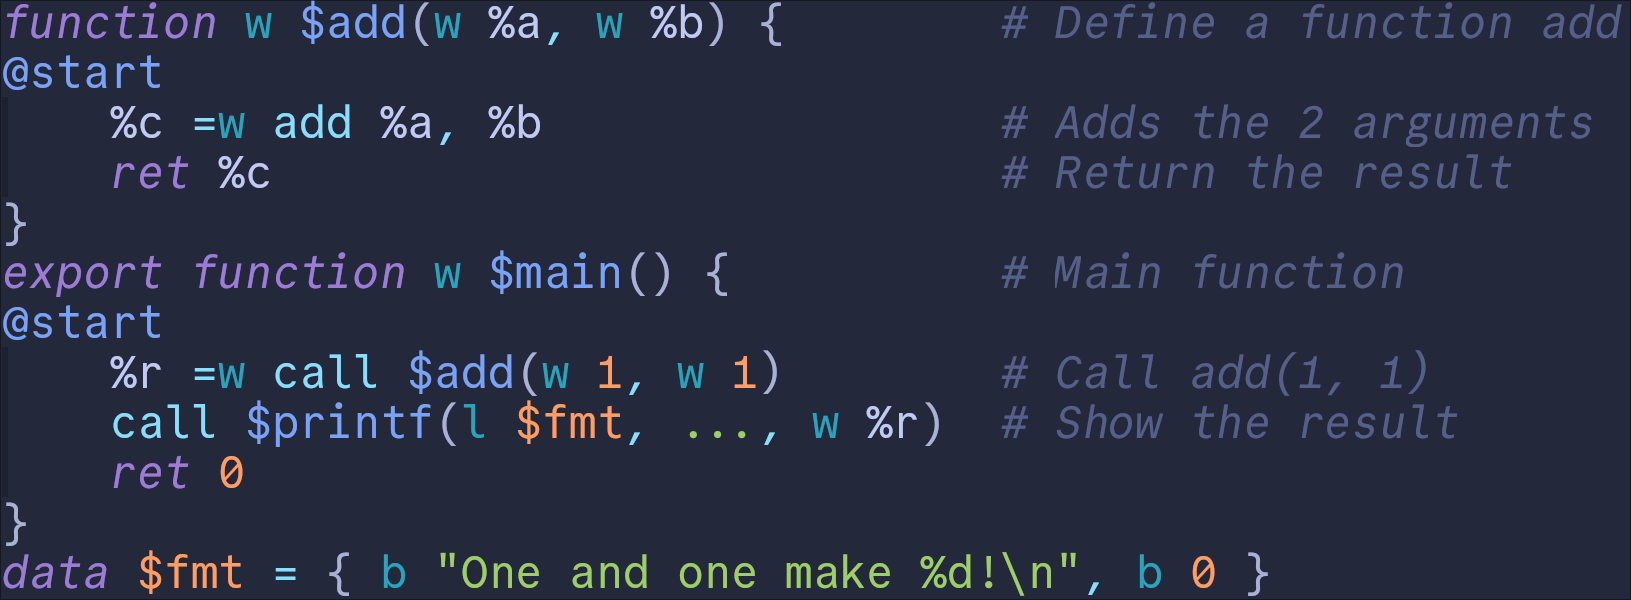 function w $add(w %a, w %b) {        # Define a function add
@start
    %c =w add %a, %b                 # Adds the 2 arguments
    ret %c                           # Return the result
}
export function w $main() {          # Main function
@start
    %r =w call $add(w 1, w 1)        # Call add(1, 1)
    call $printf(l $fmt, ..., w %r)  # Show the result
    ret 0
}
data $fmt = { b "One and one make %d!\n", b 0 }